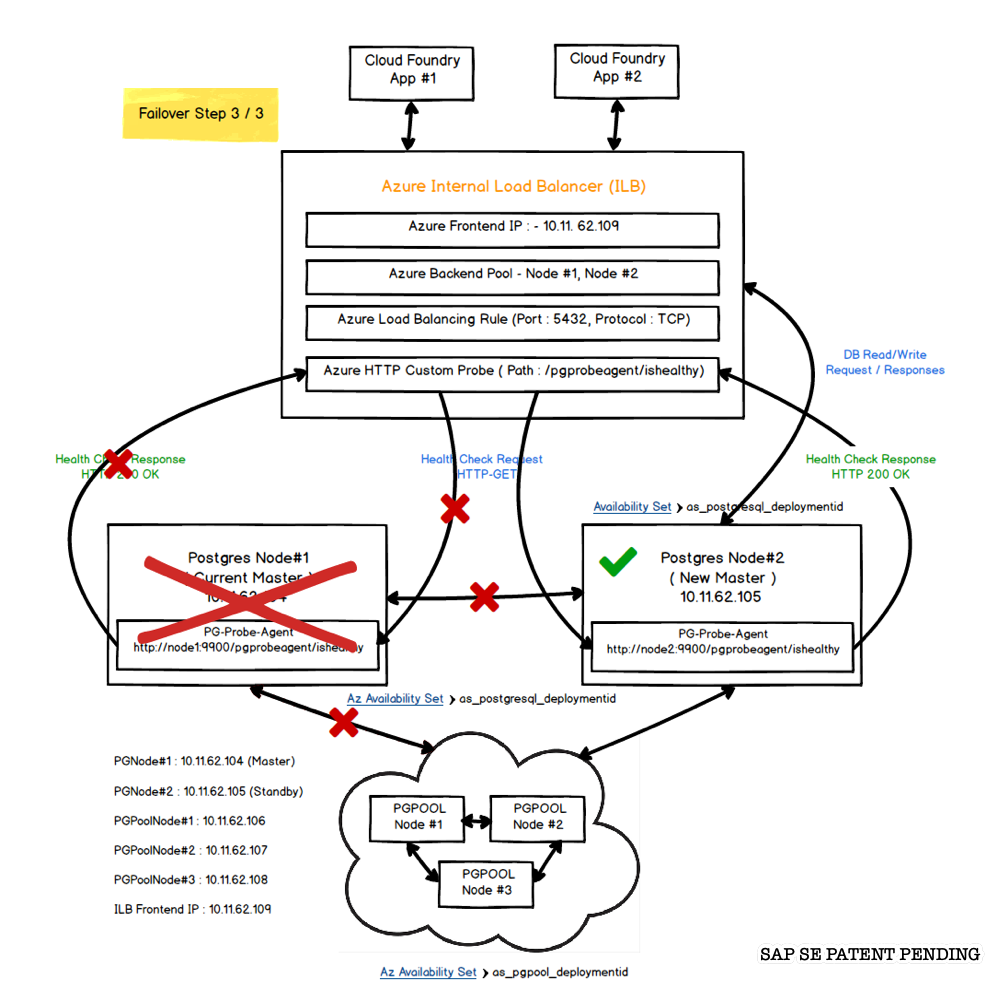 Cloud Foundry
App #1
Cloud Foundry
App #2
Failover Step 3 / 3
Azure Internal Load Balancer (ILB)
Azure Frontend IP : - 10.11. 62.109
Azure Backend Pool - Node #1, Node #2
Azure Load Balancing Rule (Port : 5432, Protocol : TCP)
Azure HTTP Custom Probe ( Path : /pgprobeagent/ishealthy)
DB Read/Write
Request / Responses
Health Check Response
HTTP 200 OK
Health Check Request
HTTP-GET
Health Check Response
HTTP 200 OK
Availability Set > as_postgresql_deploymentid
Postgres Node#1
( Current Master )
PG-Probe-Agent
http://node1:9900/pgprobeagent/ishealthy
Postgres Node#2
( New Master )
10.11.62.105
PG-Probe-Agent
http://node2:9900/pgprobeagent/ishealthy
Az Availability Set > as_postgresql_deploymentid
PGNode#1 : 10.11.62.104 (Master)
PGNode#2 : 10.11.62.105 (Standby)
PGPoolNode#1 : 10.11.62.106
PGPoolNode#2 : 10.11.62.107
PGPoolNode#3 : 10.11.62.108
ILB Frontend IP : 10.11.62.109
PGPOOL
Node #1
PGPOOL
Node #2
PGPOOL
Node #3
Az Availability Set > as_pgpool_deploymentid
SAP SE PATENT PENDING